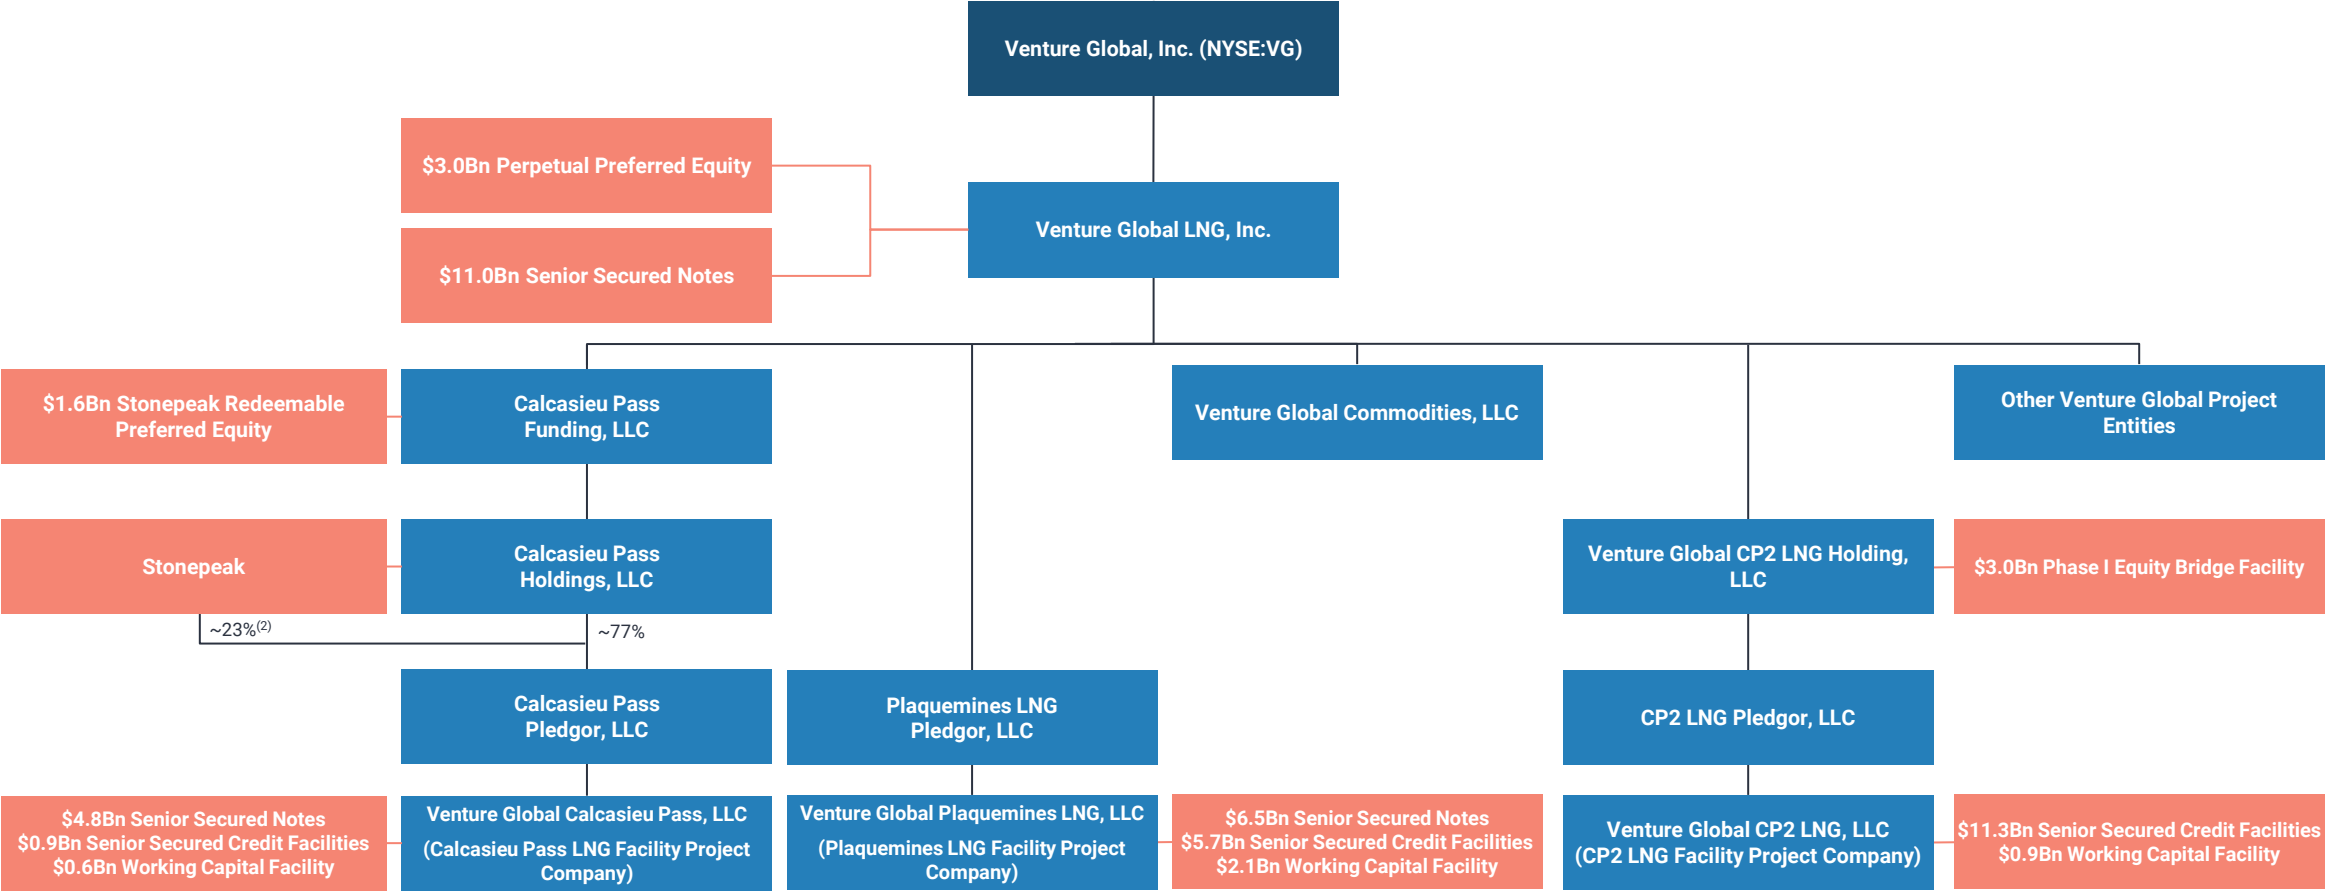 Venture Global, Inc. (NYSE:VG)
$3.0Bn Perpetual Preferred Equity
Venture Global LNG, Inc.
$11.0Bn Senior Secured Notes
$1.6Bn Stonepeak Redeemable
Preferred Equity
Calcasieu Pass
Funding, LLC
Venture Global Commodities, LLC
Other Venture Global Project
Entities
Stonepeak
Calcasieu Pass
Holdings, LLC
Venture Global CP2 LNG Holding,
LLC
$3.0Bn Phase I Equity Bridge Facility
~23%(2)
~77%
Calcasieu Pass
Pledgor, LLC
Plaquemines LNG
Pledgor, LLC
CP2 LNG Pledgor, LLC
$4.8Bn Senior Secured Notes
$0.9Bn Senior Secured Credit Facilities
$0.6Bn Working Capital Facility
Venture Global Calcasieu Pass, LLC
(Calcasieu Pass LNG Facility Project
Company)
Venture Global Plaquemines LNG, LLC
(Plaquemines LNG Facility Project
Company)
$6.5Bn Senior Secured Notes
$5.7Bn Senior Secured Credit Facilities
$2.1Bn Working Capital Facility
Venture Global CP2 LNG, LLC
(CP2 LNG Facility Project Company)
$11.3Bn Senior Secured Credit Facilities
$0.9Bn Working Capital Facility